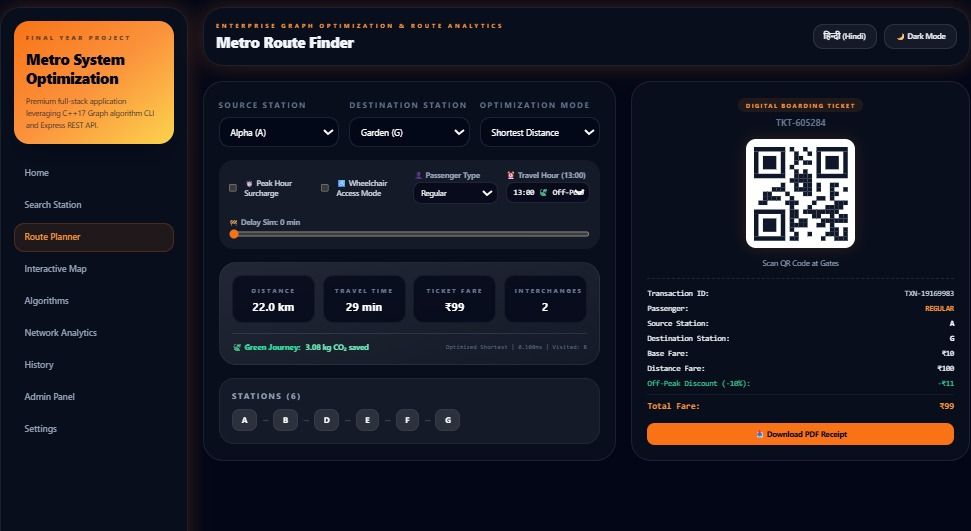 FINAL YEAR PROJECT
Metro System
Optimization
Premium full-stack application
leveraging C++17 Graph algorithm CLI
and Express REST API.
Home
Search Station
Route Planner
Interactive Map
Algorithms
Network Analytics
History
Admin Panel
Settings
ENTERPRISE GRAPH OPTIMIZATION & ROUTE ANALYTICS
Metro Route Finder
हिन्दी (Hindi)
🌙 Dark Mode
SOURCE STATION
DESTINATION STATION
OPTIMIZATION MODE
Alpha (A)
Garden (G)
Shortest Distance
Peak Hour
Surcharge
Wheelchair
Access Mode
Passenger Type
Regular
Travel Hour (13:00)
13:00
Delay Sim: 0 min
DISTANCE
22.0 km
TRAVEL TIME
29 min
TICKET FARE
₹99
INTERCHANGES
2
Green Journey: 3.08 kg CO₂ saved
Optimized Shortest | 0.100ms | Visited: 8
STATIONS (6)
A – B – D – E – F – G
DIGITAL BOARDING TICKET
TKT-605284
Scan QR Code at Gates
Transaction ID: TXN-19169983
Passenger: REGULAR
Source Station: A
Destination Station: G
Base Fare: ₹10
Distance Fare: ₹100
Off-Peak Discount (-10%): -₹11
Total Fare: ₹99
Download PDF Receipt